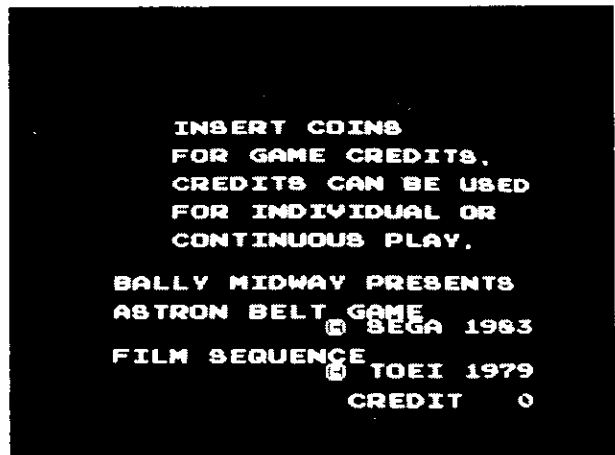 INSERT COINS
FOR GAME CREDITS.
CREDITS CAN BE USED
FOR INDIVIDUAL OR
CONTINUOUS PLAY.
BALLY MIDWAY PRESENTS
ASTRON BELT GAME
© SEGA 1983
FILM SEQUENCE
© TOEI 1979
CREDIT 0